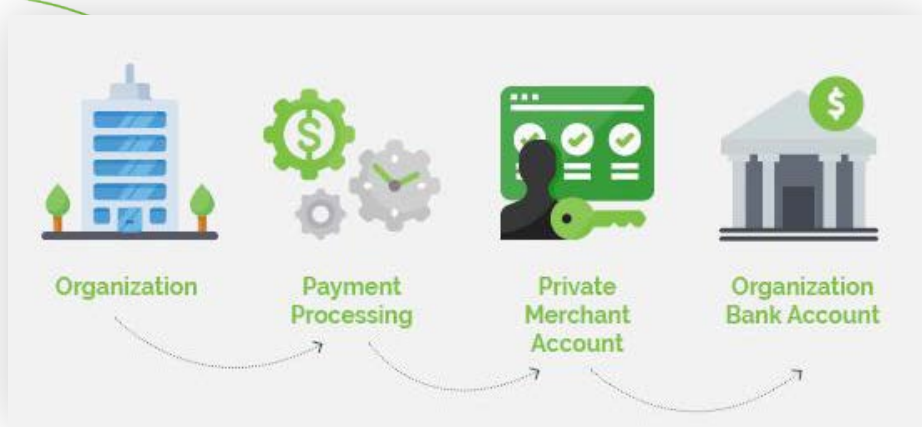 Organization
Payment
Processing
Private
Merchant
Account
Organization
Bank Account